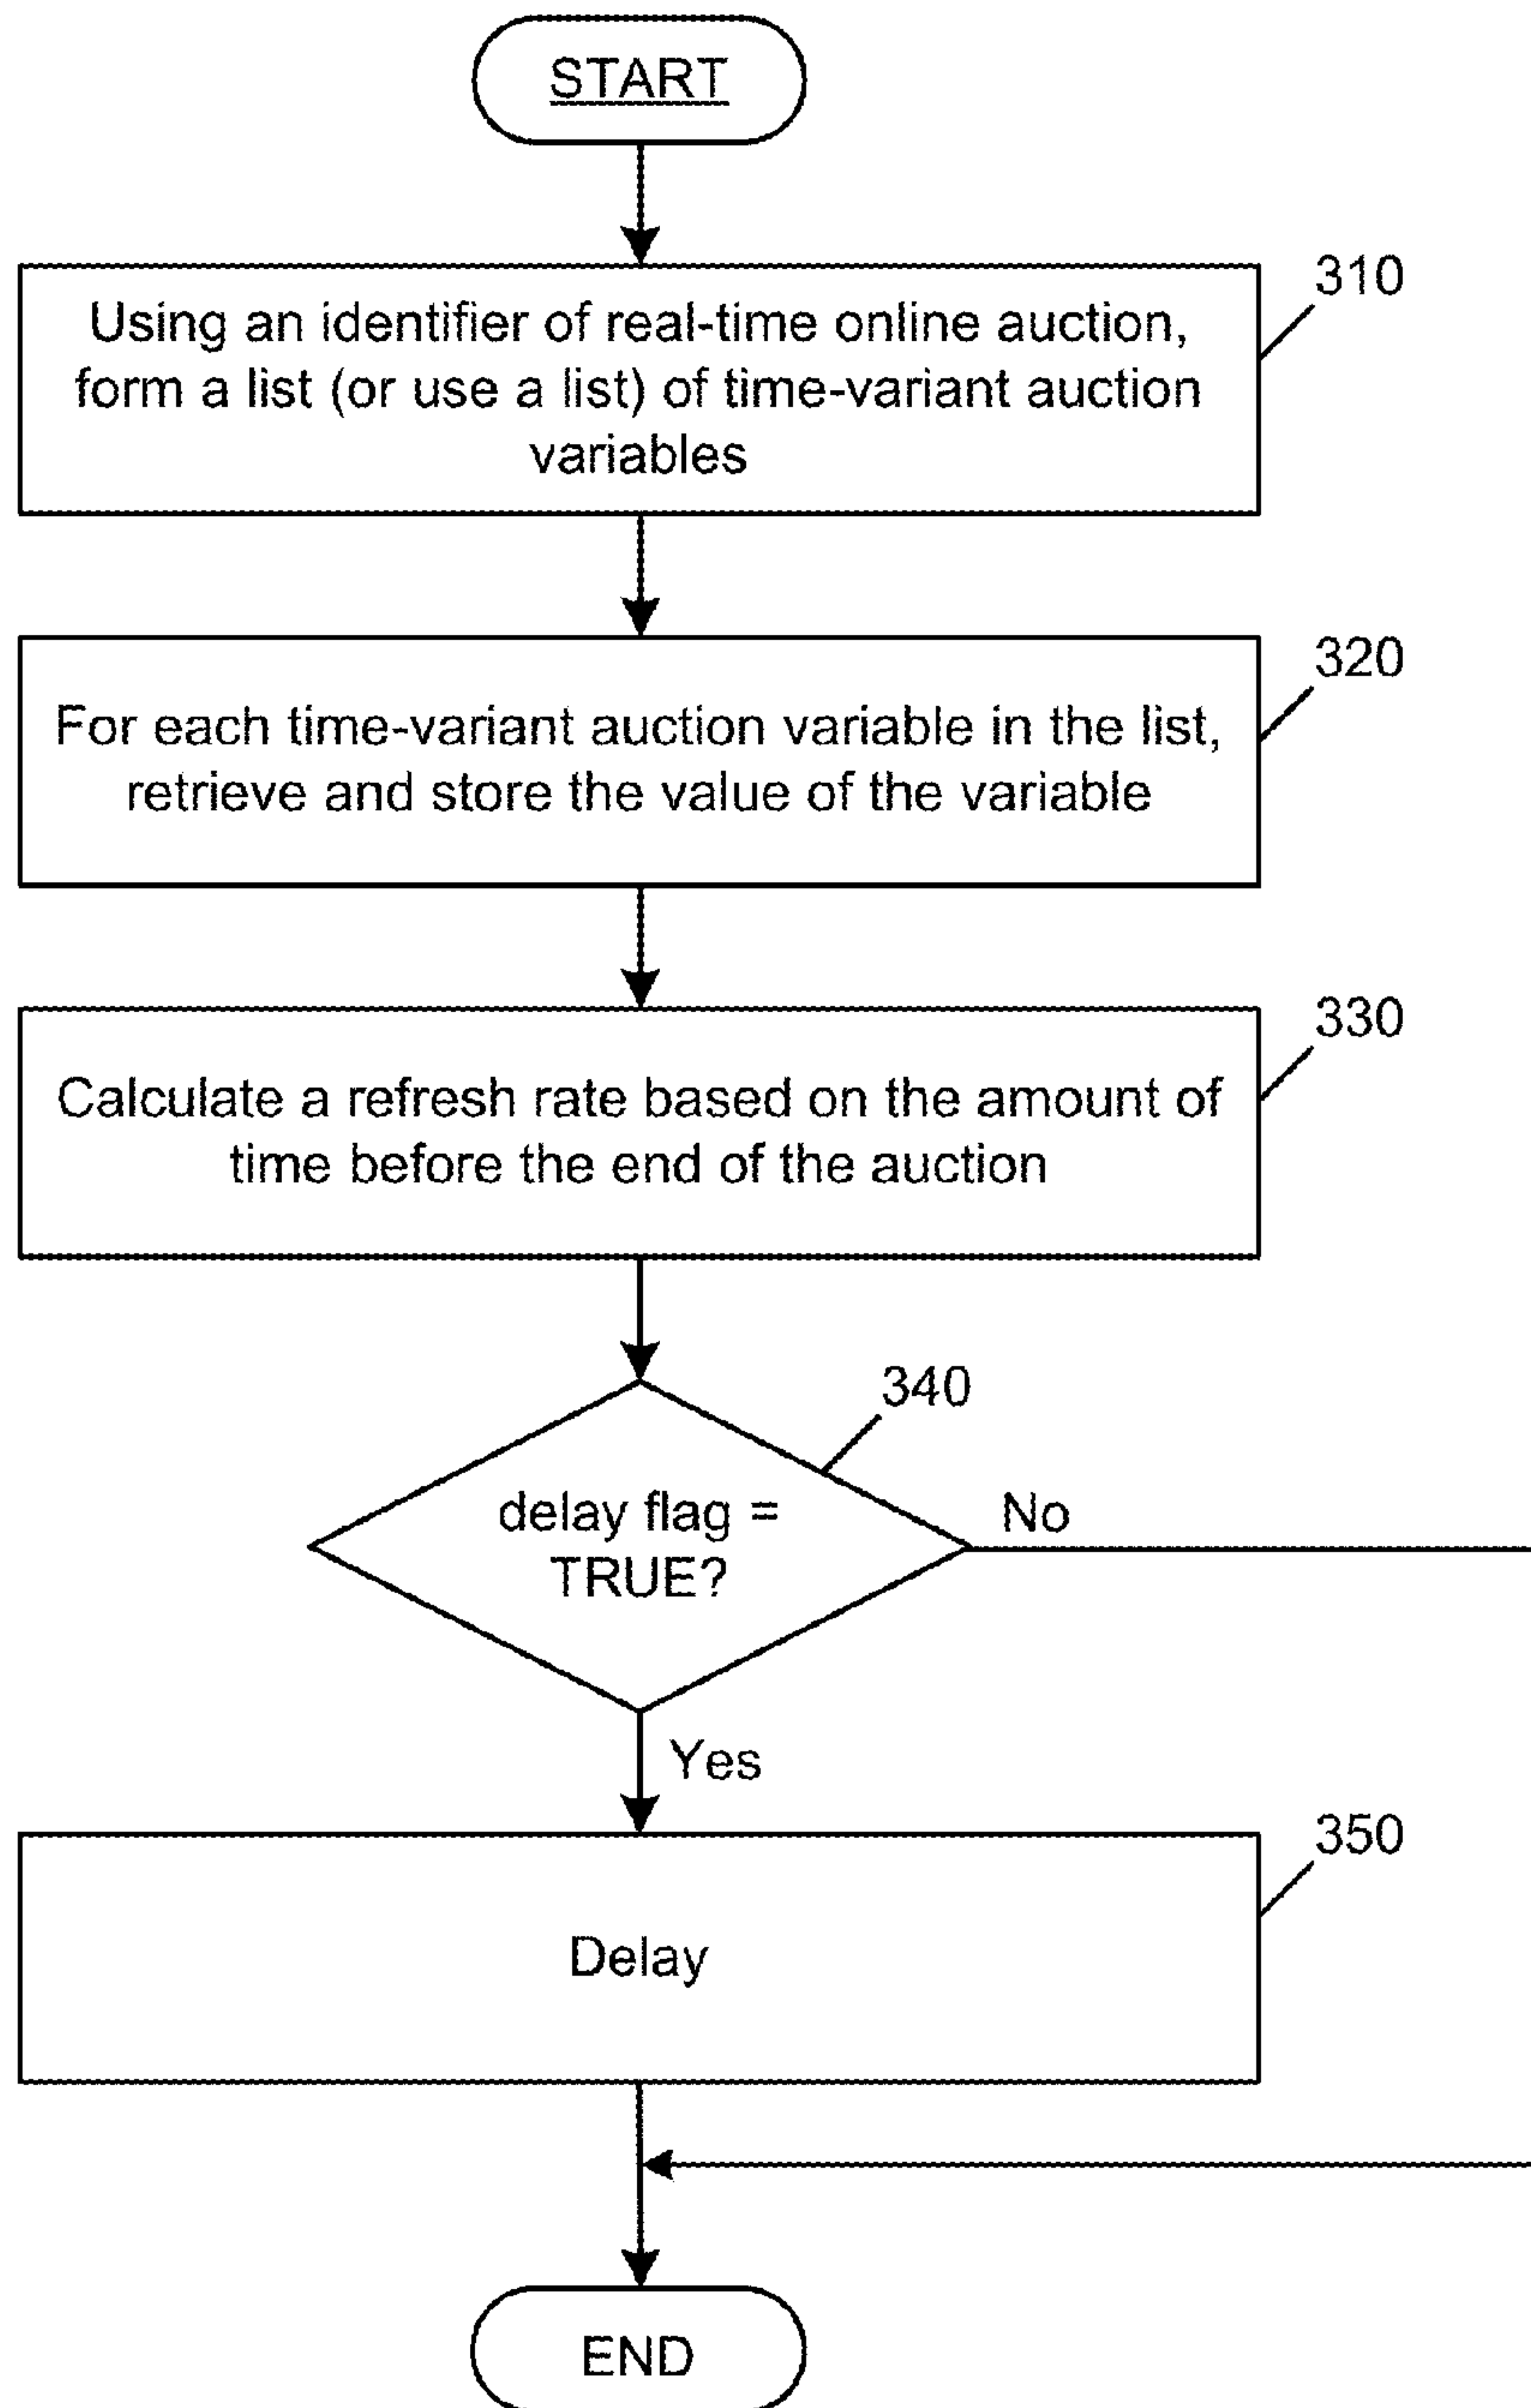 START
310
Using an identifier of real-time online auction,
form a list (or use a list) of time-variant auction
variables
320
For each time-variant auction variable in the list,
retrieve and store the value of the variable
330
Calculate a refresh rate based on the amount of
time before the end of the auction
340
delay flag =
TRUE?
No
Yes
350
Delay
END